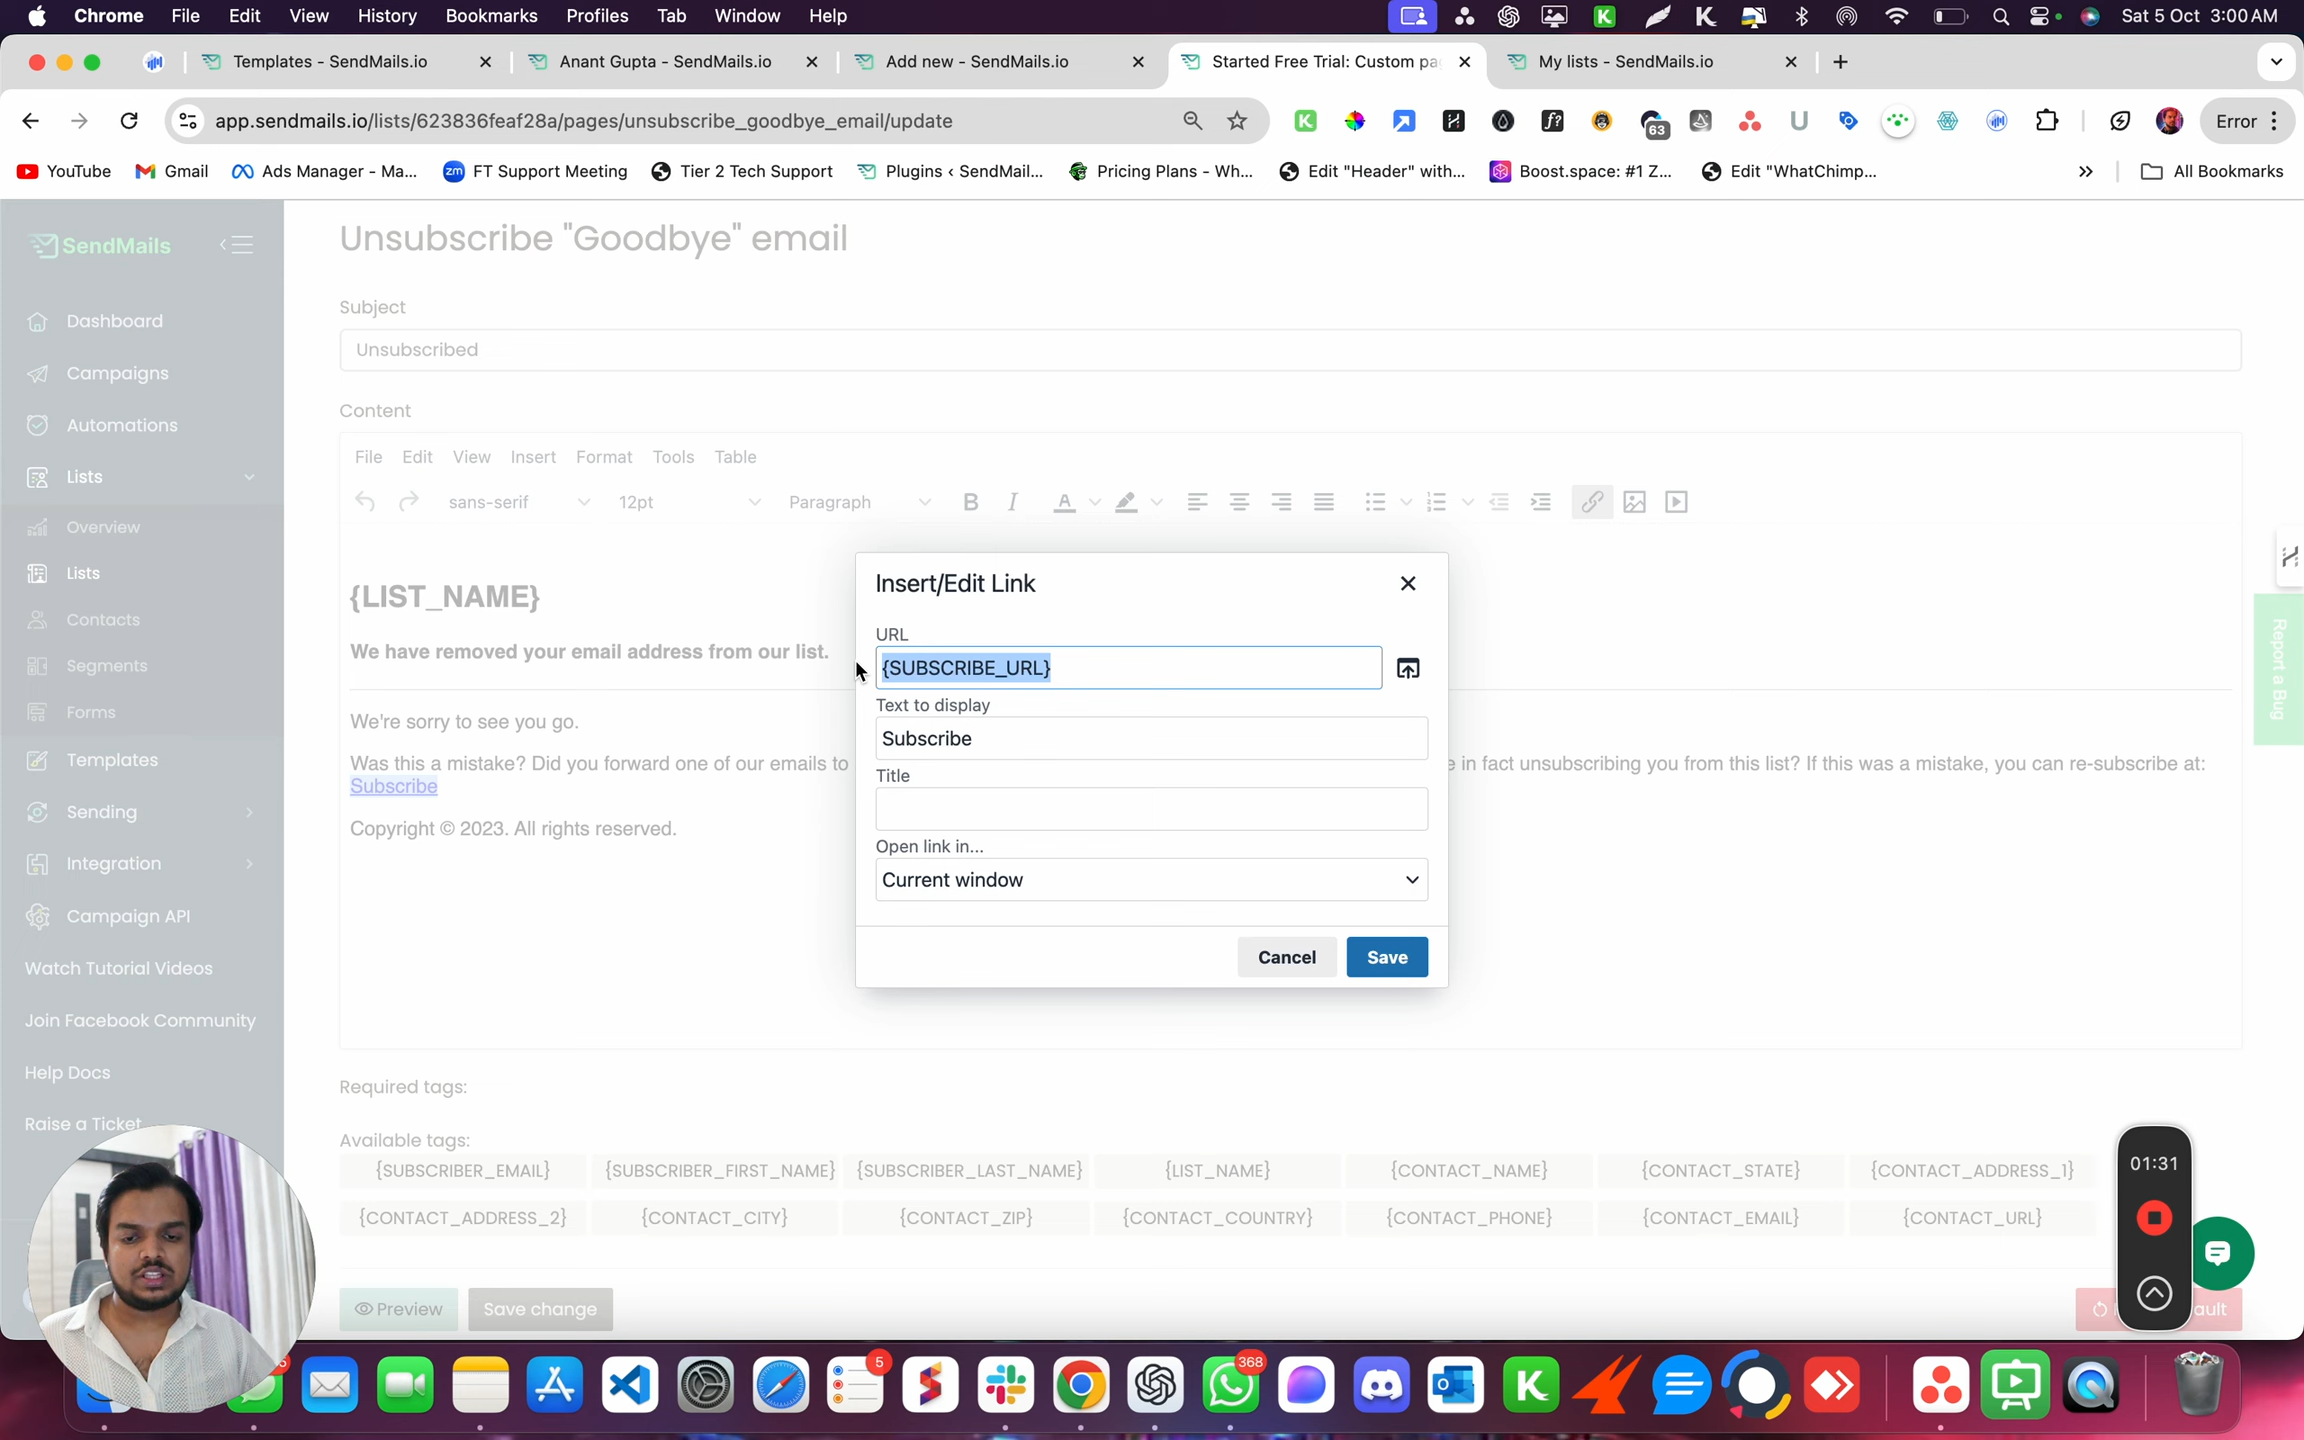 Chrome File Edit View History Bookmarks Profiles Tab Window Help Sat 5 Oct 3:00 AM
Templates - SendMails.io Anant Gupta - SendMails.io Add new - SendMails.io Started Free Trial: Custom pa My lists - SendMails.io
app.sendmails.io/lists/623836feaf28a/pages/unsubscribe_goodbye_email/update 63 Error
YouTube Gmail Ads Manager - Ma... FT Support Meeting Tier 2 Tech Support Plugins ‹ SendMail... Pricing Plans - Wh... Edit "Header" with... Boost.space: #1 Z... Edit "WhatChimp... » All Bookmarks
SendMails
Dashboard
Campaigns
Automations
Lists
Overview
Lists
Contacts
Segments
Forms
Templates
Sending
Integration
Campaign API
Watch Tutorial Videos
Join Facebook Community
Help Docs
Raise a Ticket
Unsubscribe "Goodbye" email
Subject
Unsubscribed
Content
File Edit View Insert Format Tools Table
sans-serif 12pt Paragraph B I A
{LIST_NAME}
We have removed your email address from our list.
We're sorry to see you go.
Was this a mistake? Did you forward one of our emails to
e in fact unsubscribing you from this list? If this was a mistake, you can re-subscribe at:
Subscribe
Copyright © 2023. All rights reserved.
Insert/Edit Link
URL
{SUBSCRIBE_URL}
Text to display
Subscribe
Title
Open link in...
Current window
Cancel Save
Report a Bug
Required tags:
Available tags:
{SUBSCRIBER_EMAIL} {SUBSCRIBER_FIRST_NAME} {SUBSCRIBER_LAST_NAME} {LIST_NAME} {CONTACT_NAME} {CONTACT_STATE} {CONTACT_ADDRESS_1}
{CONTACT_ADDRESS_2} {CONTACT_CITY} {CONTACT_ZIP} {CONTACT_COUNTRY} {CONTACT_PHONE} {CONTACT_EMAIL} {CONTACT_URL}
Preview Save change
ault
01:31
5 368